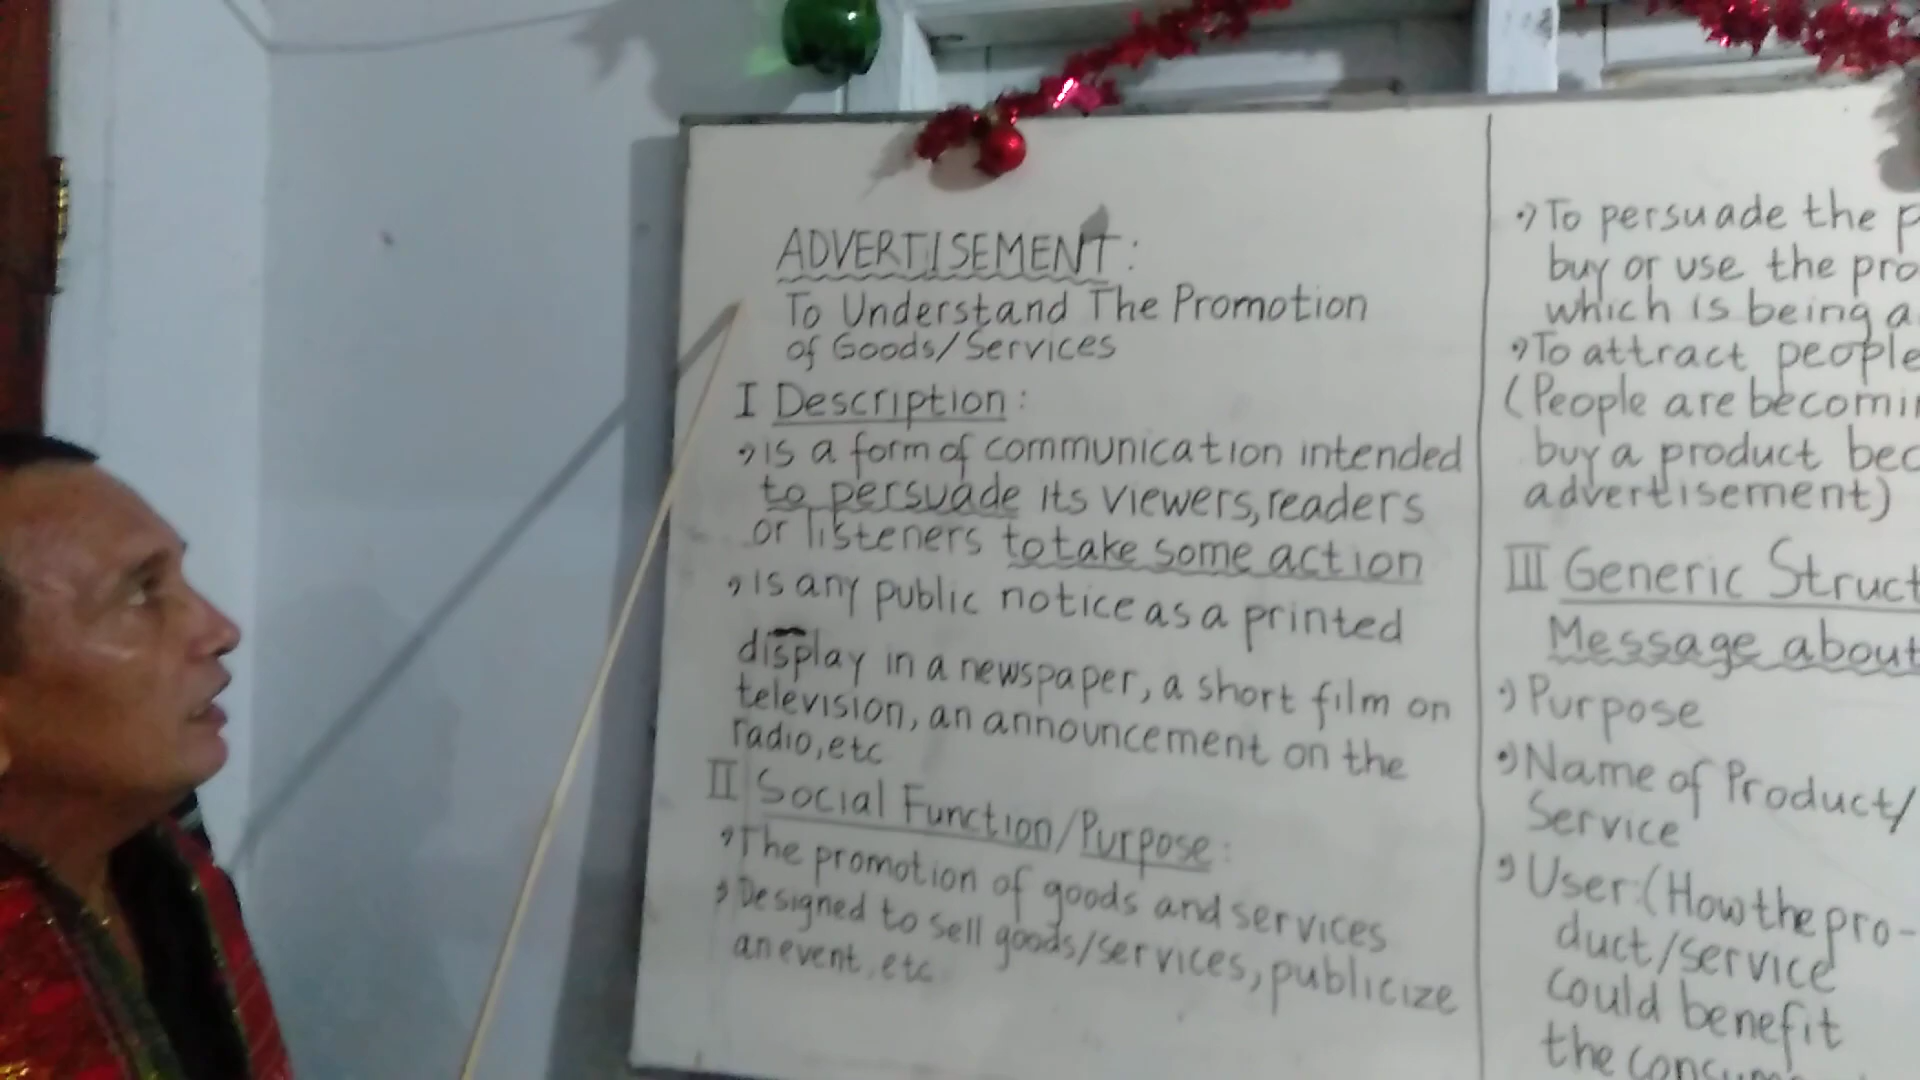 ADVERTISEMENT:
To Understand The Promotion
of Goods/Services
I Description:
is a form of communication intended
to persuade its viewers, readers
or listeners to take some action
is any public notice as a printed
display in a newspaper, a short film on
television, an announcement on the
radio, etc
II Social Function/Purpose:
The promotion of goods and services
Designed to sell goods/services, publicize
an event, etc
To persuade the
buy or use the
which is being
To attract people
(People are
buy a product
advertisement)
III Generic
Message about
Purpose
Name of Product/
Service
User: (How the pro-
duct/service
could benefit
the